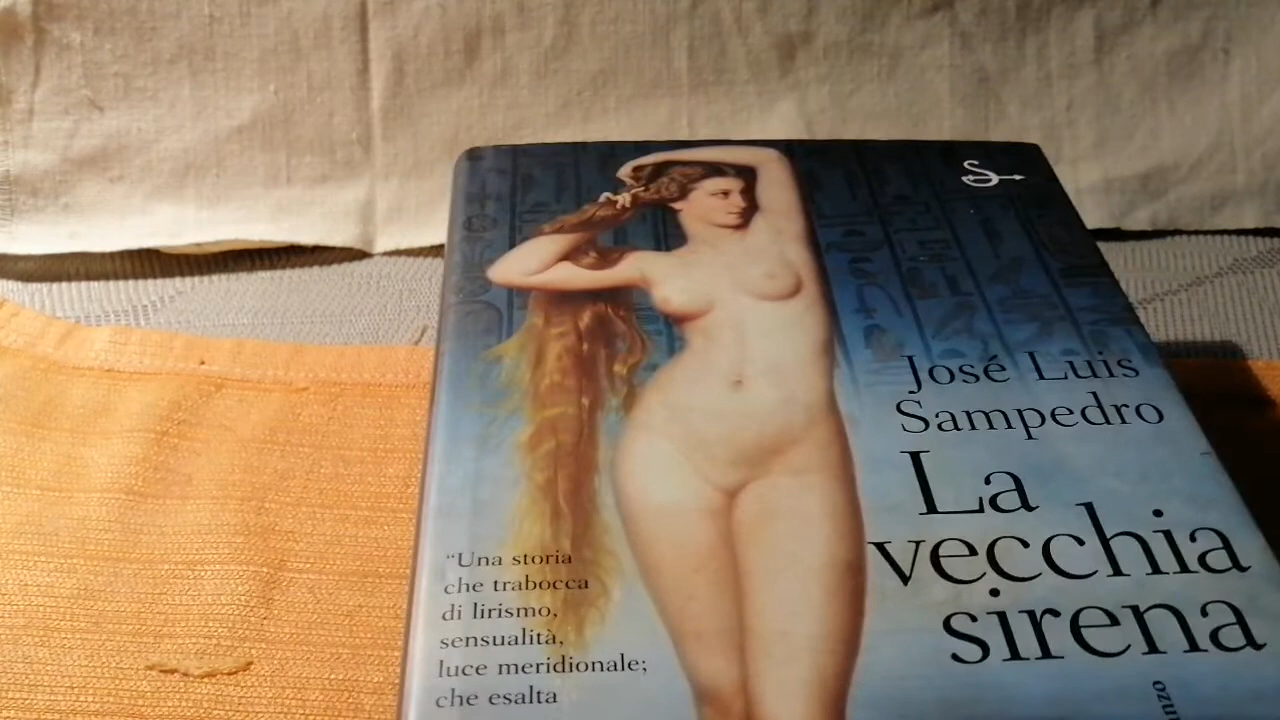 José Luis
Sampedro
La
vecchia
sirena
"Una storia
che trabocca
di lirismo,
sensualità,
luce meridionale;
che esalta